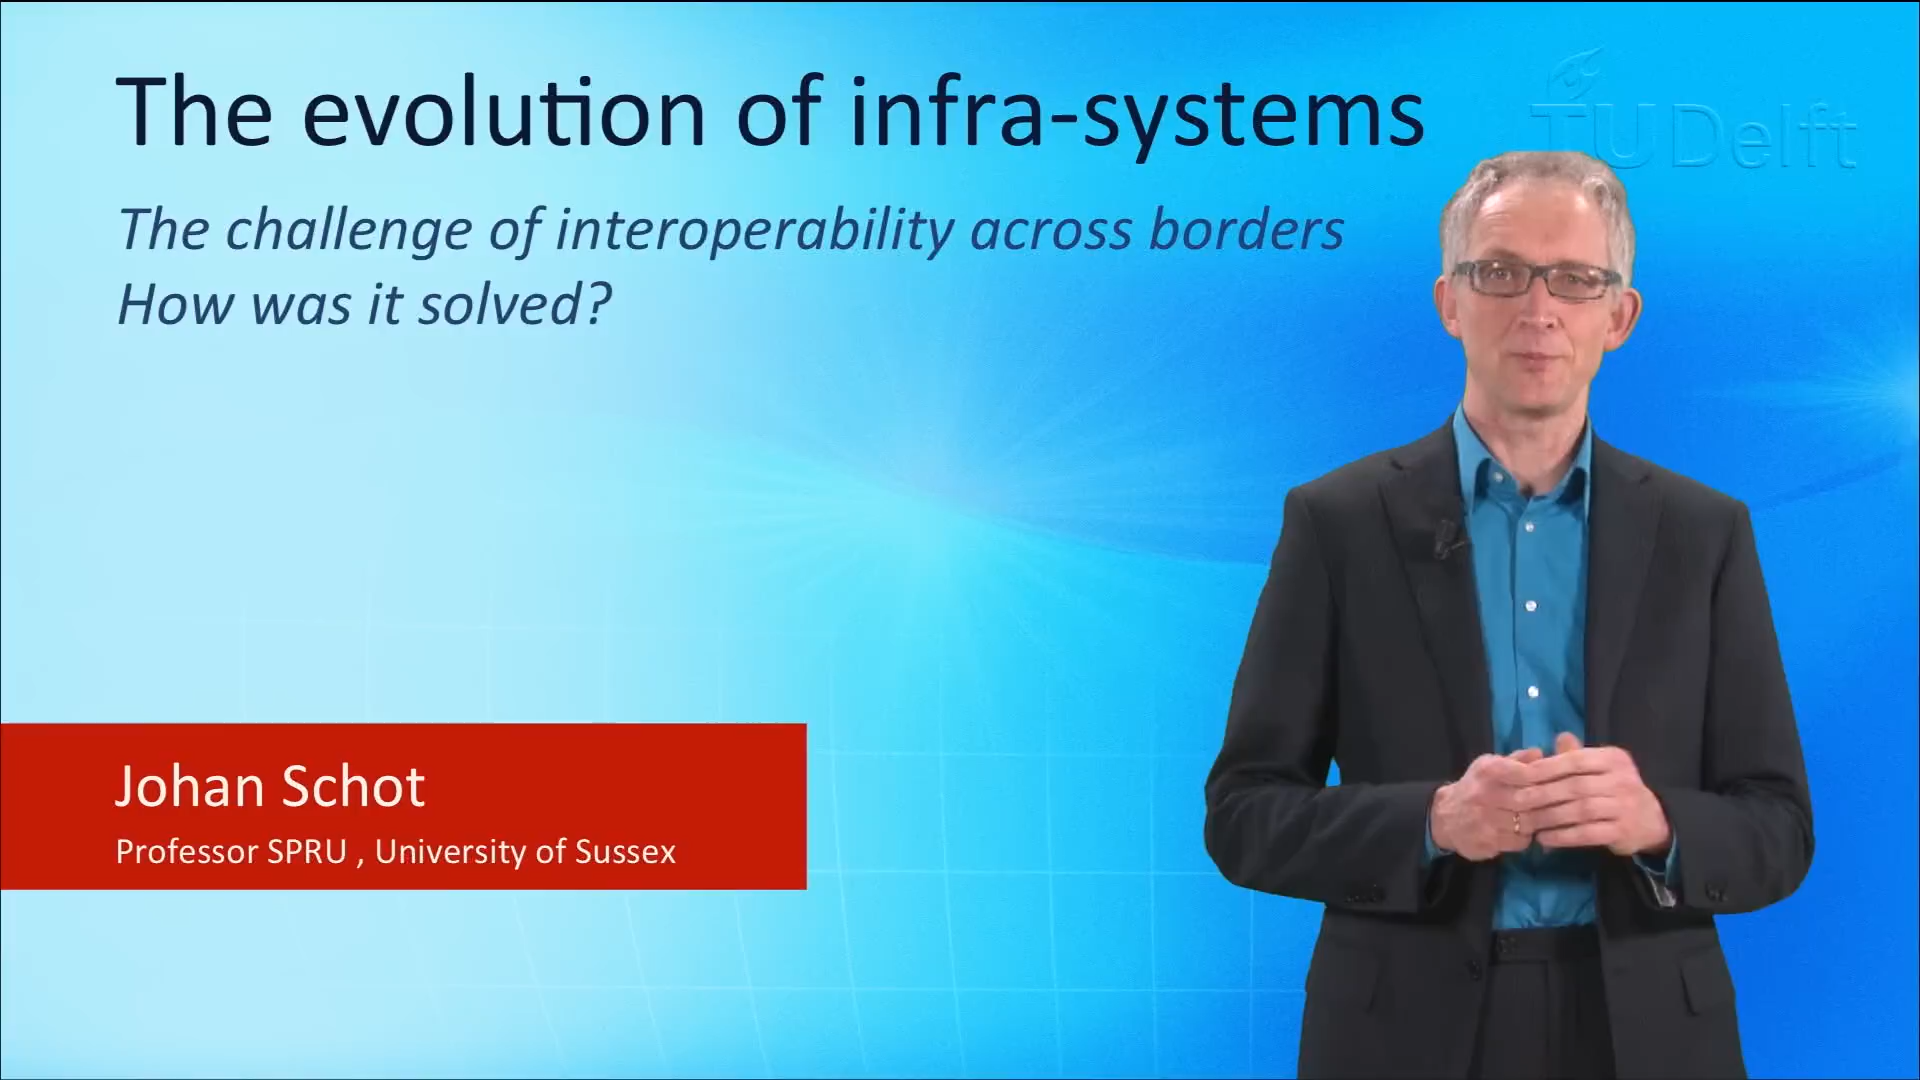 The evolution of infra-systems
TU Delft
The challenge of interoperability across borders
How was it solved?
Johan Schot
Professor SPRU , University of Sussex